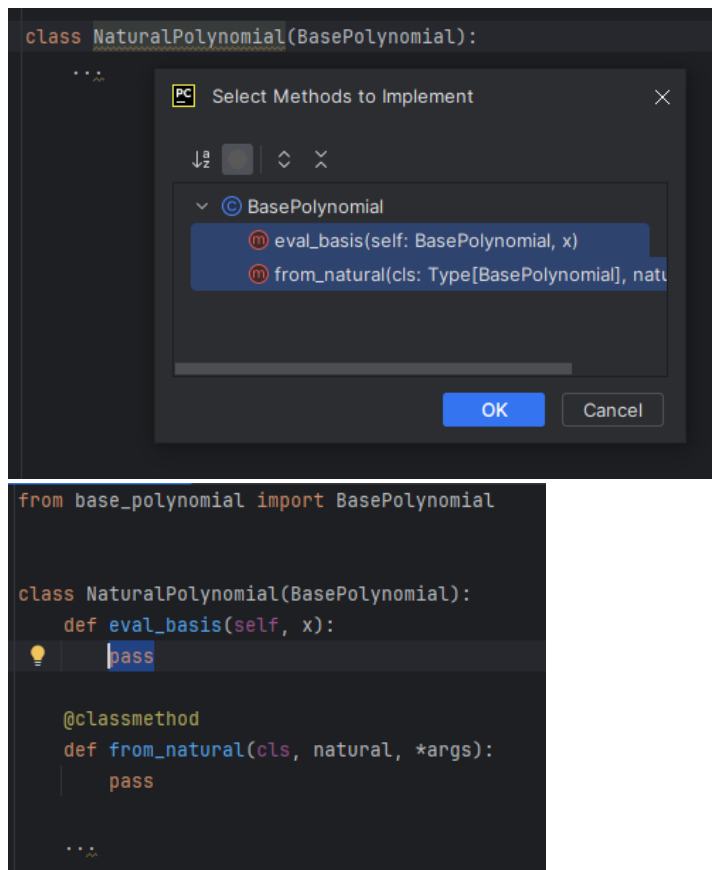 class NaturalPolynomial(BasePolynomial):
...
PC Select Methods to Implement
BasePolynomial
m eval_basis(self: BasePolynomial, x)
m from_natural(cls: Type[BasePolynomial], natu
OK Cancel
from base_polynomial import BasePolynomial
class NaturalPolynomial(BasePolynomial):
def eval_basis(self, x):
pass
@classmethod
def from_natural(cls, natural, *args):
pass
...